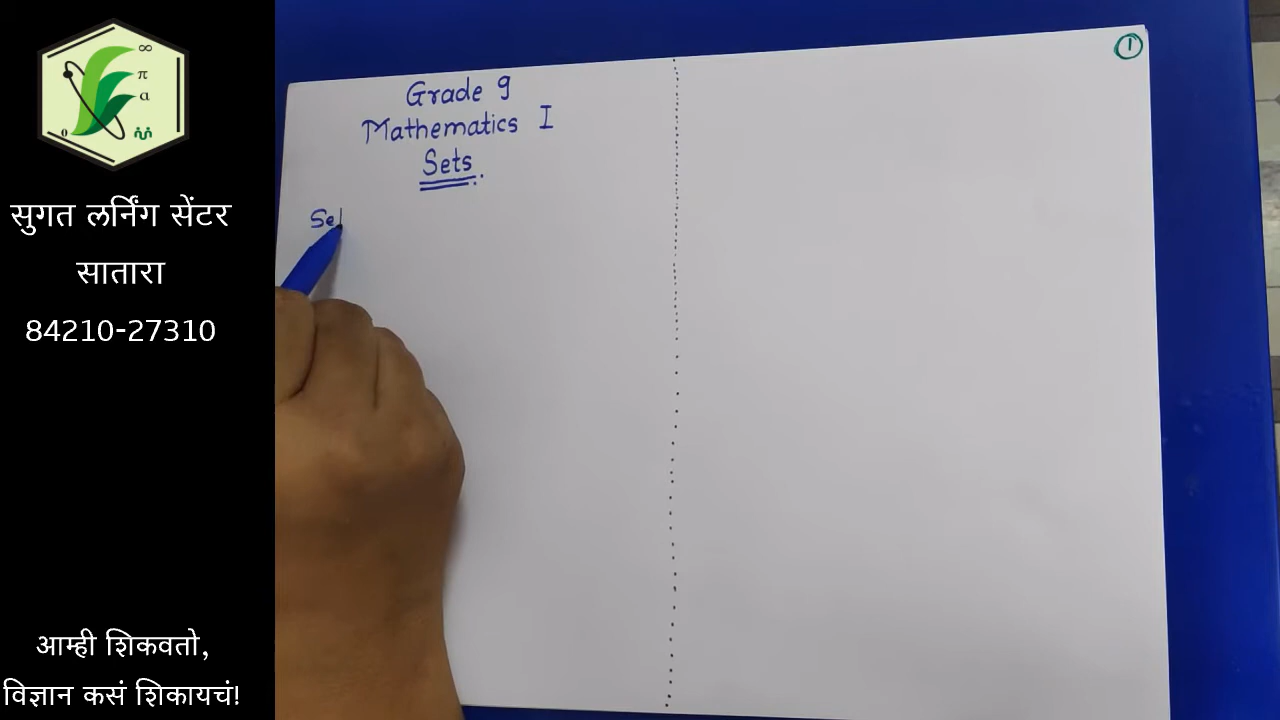 ∞
π
a
सुगत लर्निंग सेंटर
सातारा
84210-27310
आम्ही शिकवतो,
विज्ञान कसं शिकायचं!
Grade 9
Mathematics I
Sets
Se
1